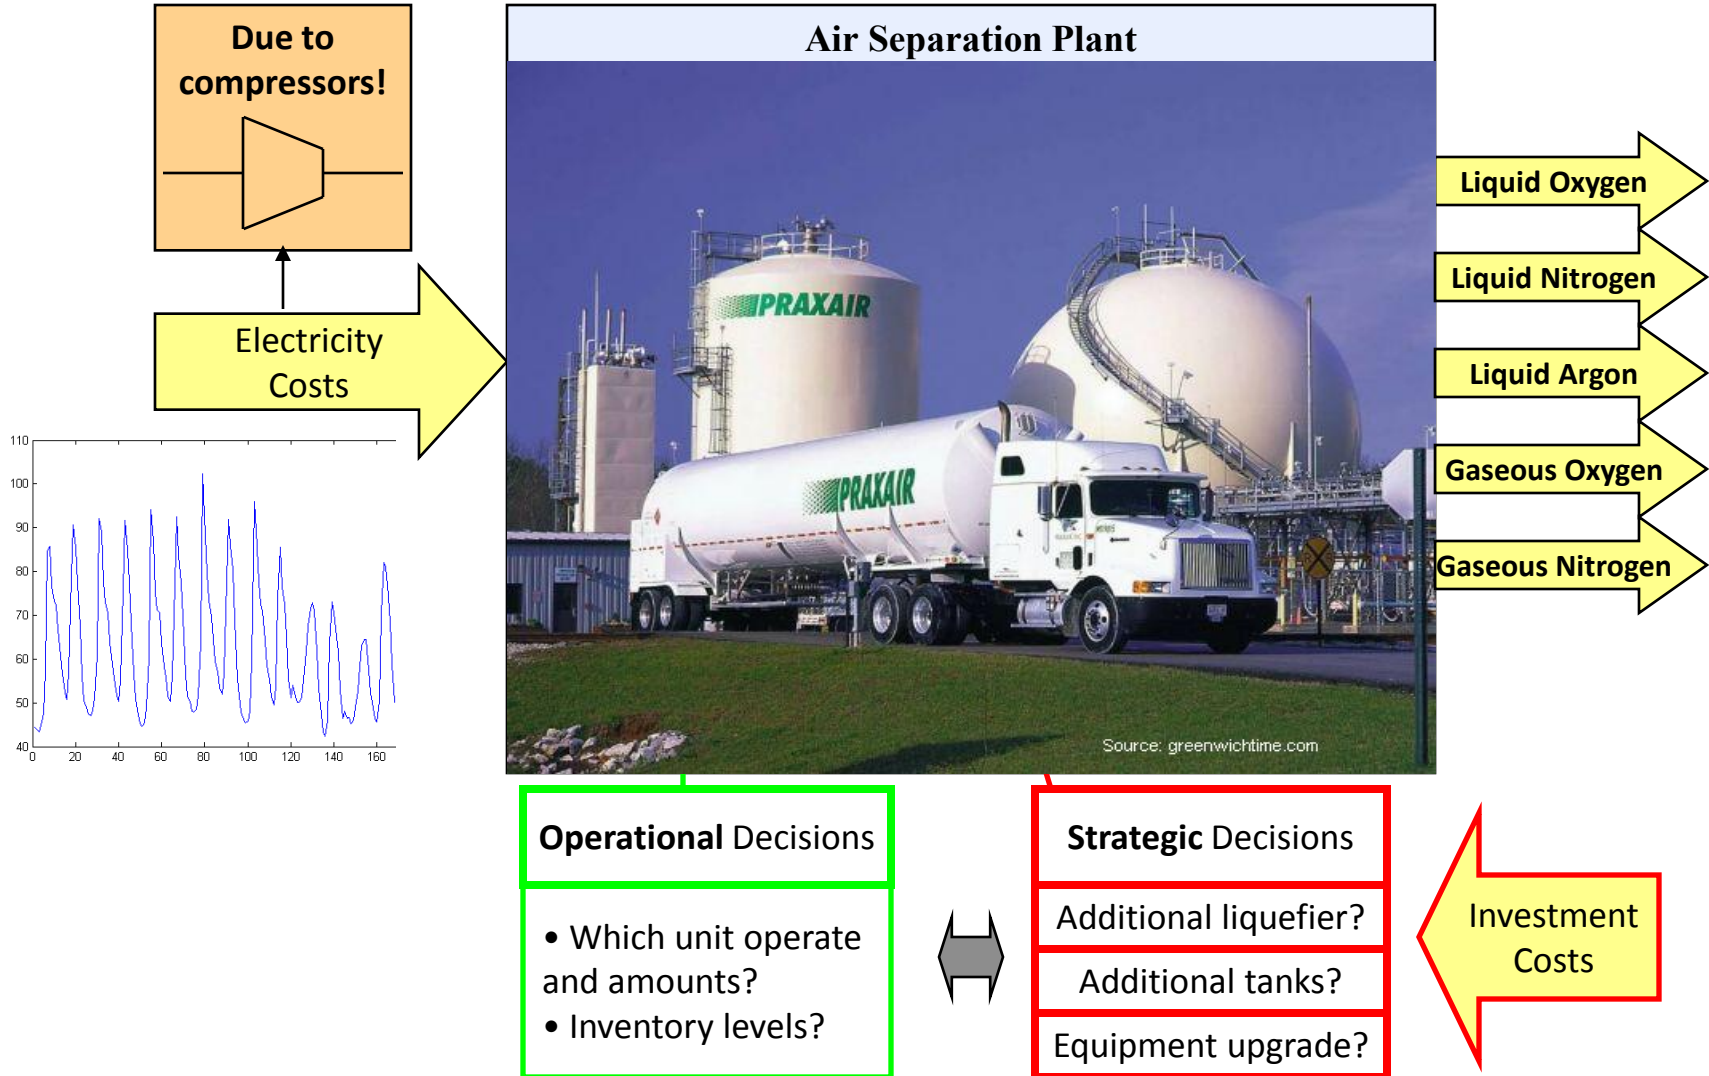 Due to
compressors!
Air Separation Plant
Electricity
Costs
PRAXAIR
PRAXAIR
Source: greenwichtime.com
Liquid Oxygen
Liquid Nitrogen
Liquid Argon
Gaseous Oxygen
Gaseous Nitrogen
110
100
90
80
70
60
50
40
0 20 40 60 80 100 120 140 160
Operational Decisions
• Which unit operate
and amounts?
• Inventory levels?
Strategic Decisions
Additional liquefier?
Additional tanks?
Equipment upgrade?
Investment
Costs